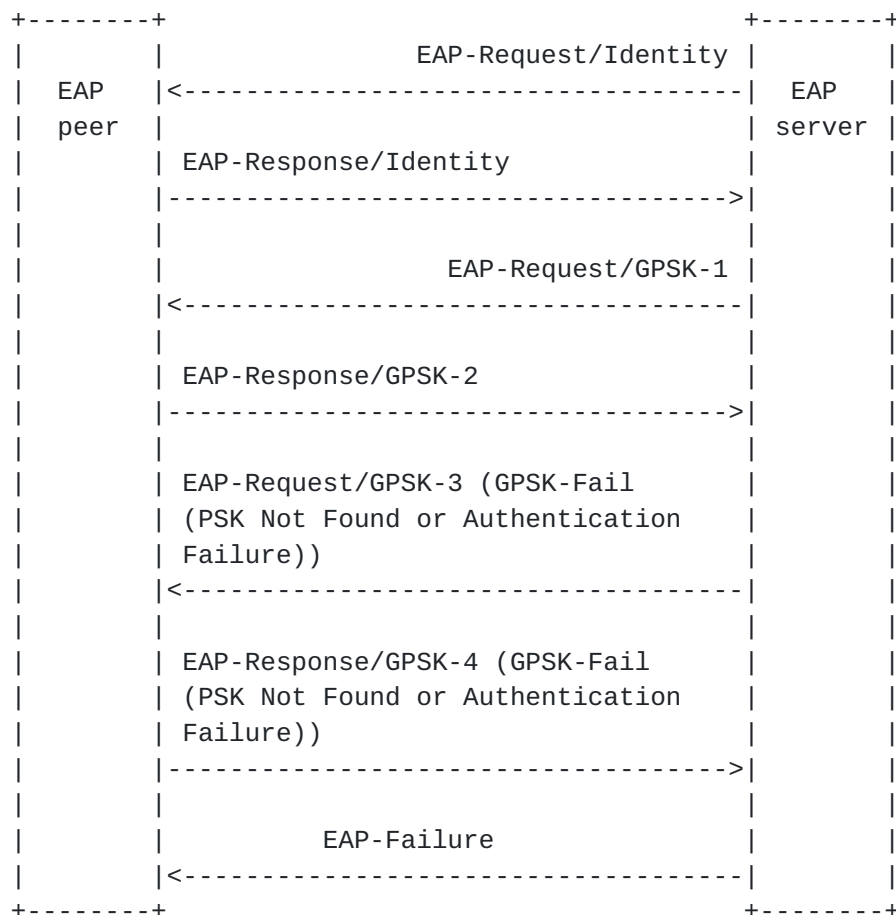 +--------+                                      +--------+
|        |                EAP-Request/Identity |        |
|  EAP   |<------------------------------------|  EAP   |
|  peer  |                                     | server |
|        | EAP-Response/Identity               |        |
|        |------------------------------------>|        |
|        |                                     |        |
|        |                  EAP-Request/GPSK-1 |        |
|        |<------------------------------------|        |
|        |                                     |        |
|        | EAP-Response/GPSK-2                 |        |
|        |------------------------------------>|        |
|        |                                     |        |
|        | EAP-Request/GPSK-3 (GPSK-Fail       |        |
|        | (PSK Not Found or Authentication    |        |
|        | Failure))                           |        |
|        |<------------------------------------|        |
|        |                                     |        |
|        | EAP-Response/GPSK-4 (GPSK-Fail      |        |
|        | (PSK Not Found or Authentication    |        |
|        | Failure))                           |        |
|        |------------------------------------>|        |
|        |                                     |        |
|        |          EAP-Failure                |        |
|        |<------------------------------------|        |
+--------+                                      +--------+